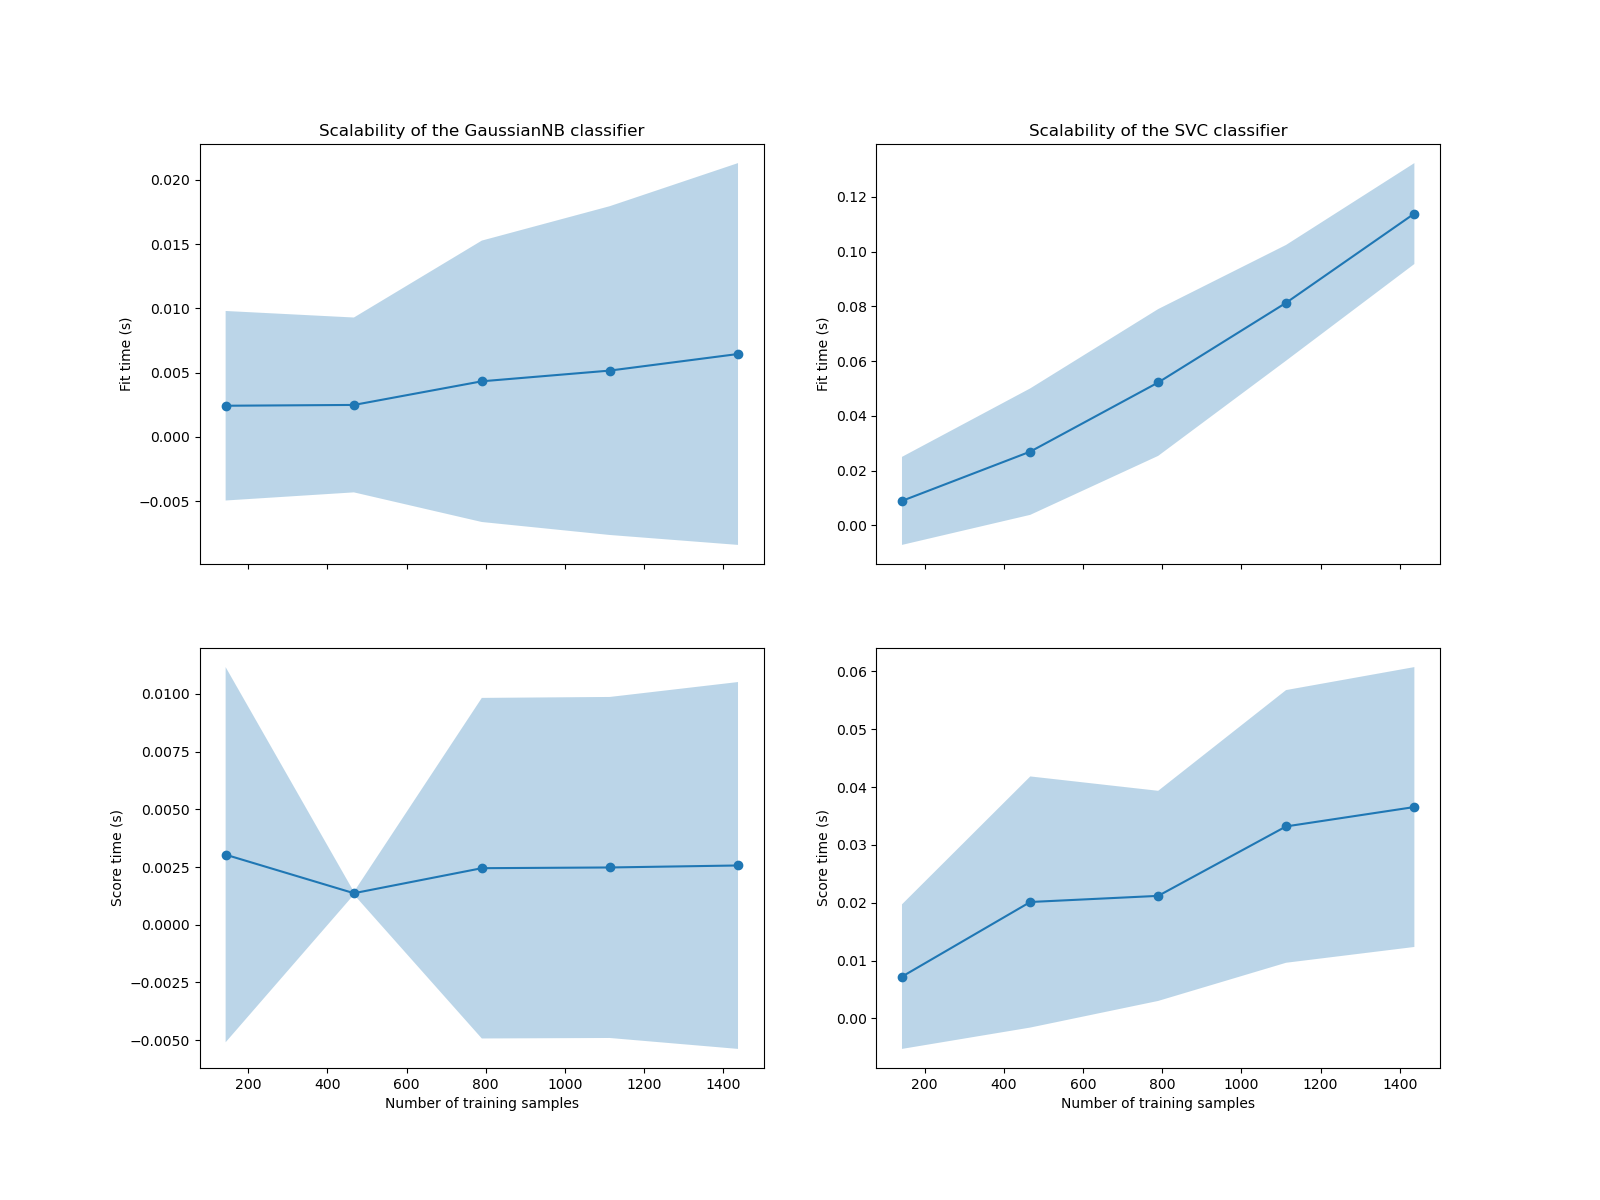 Scalability of the GaussianNB classifier
Fit time (s)
0.020
0.015
0.010
0.005
0.000
−0.005
Scalability of the SVC classifier
Fit time (s)
0.12
0.10
0.08
0.06
0.04
0.02
0.00
Score time (s)
0.0100
0.0075
0.0050
0.0025
0.0000
−0.0025
−0.0050
200 400 600 800 1000 1200 1400
Number of training samples
Score time (s)
0.06
0.05
0.04
0.03
0.02
0.01
0.00
200 400 600 800 1000 1200 1400
Number of training samples